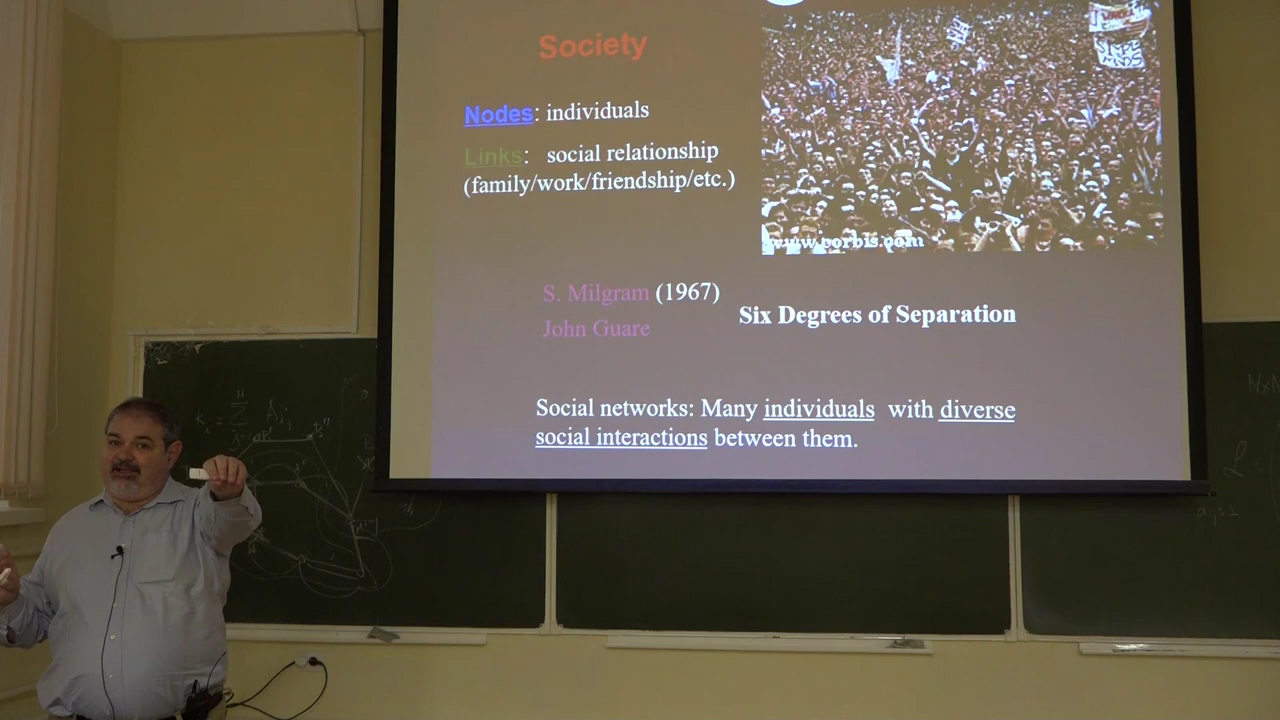 Society
Nodes: individuals
Links: social relationship
(family/work/friendship/etc.)
www.corbis.com
S. Milgram (1967)
John Guare
Six Degrees of Separation
Social networks: Many individuals with diverse
social interactions between them.